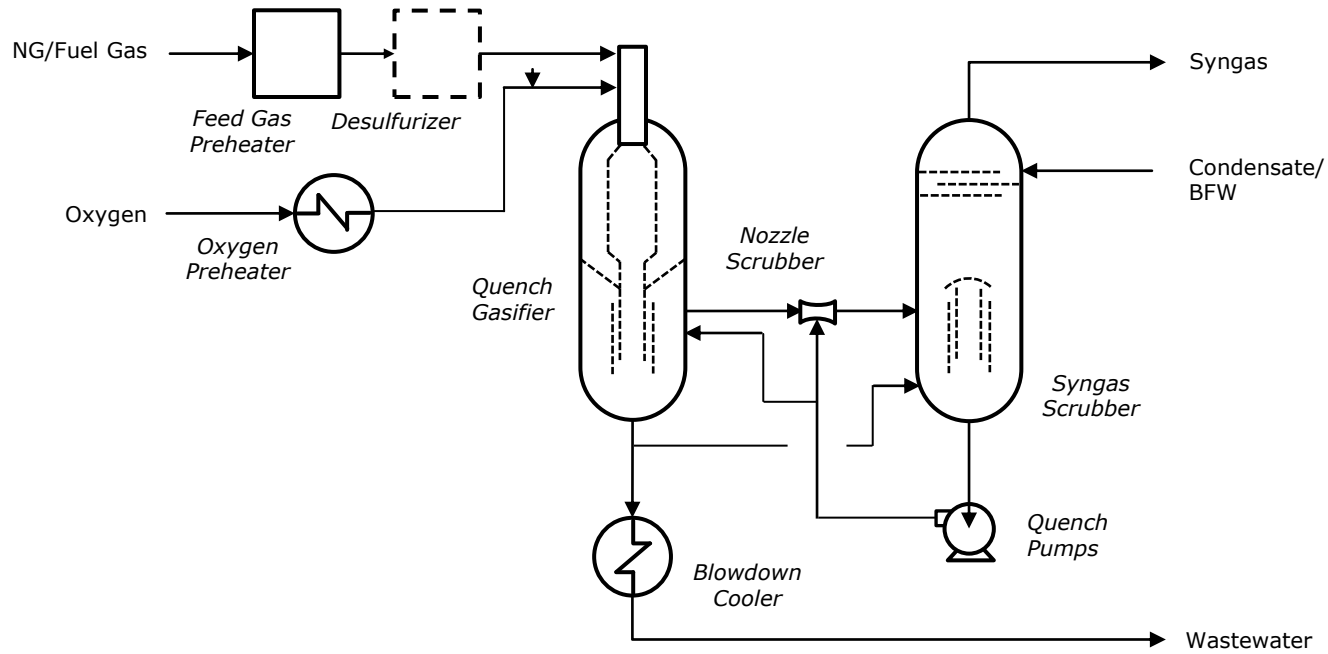 NG/Fuel Gas
Feed Gas
Preheater
Desulfurizer
Syngas
Condensate/
BFW
Oxygen
Oxygen
Preheater
Nozzle
Scrubber
Quench
Gasifier
Syngas
Scrubber
Quench
Pumps
Blowdown
Cooler
Wastewater